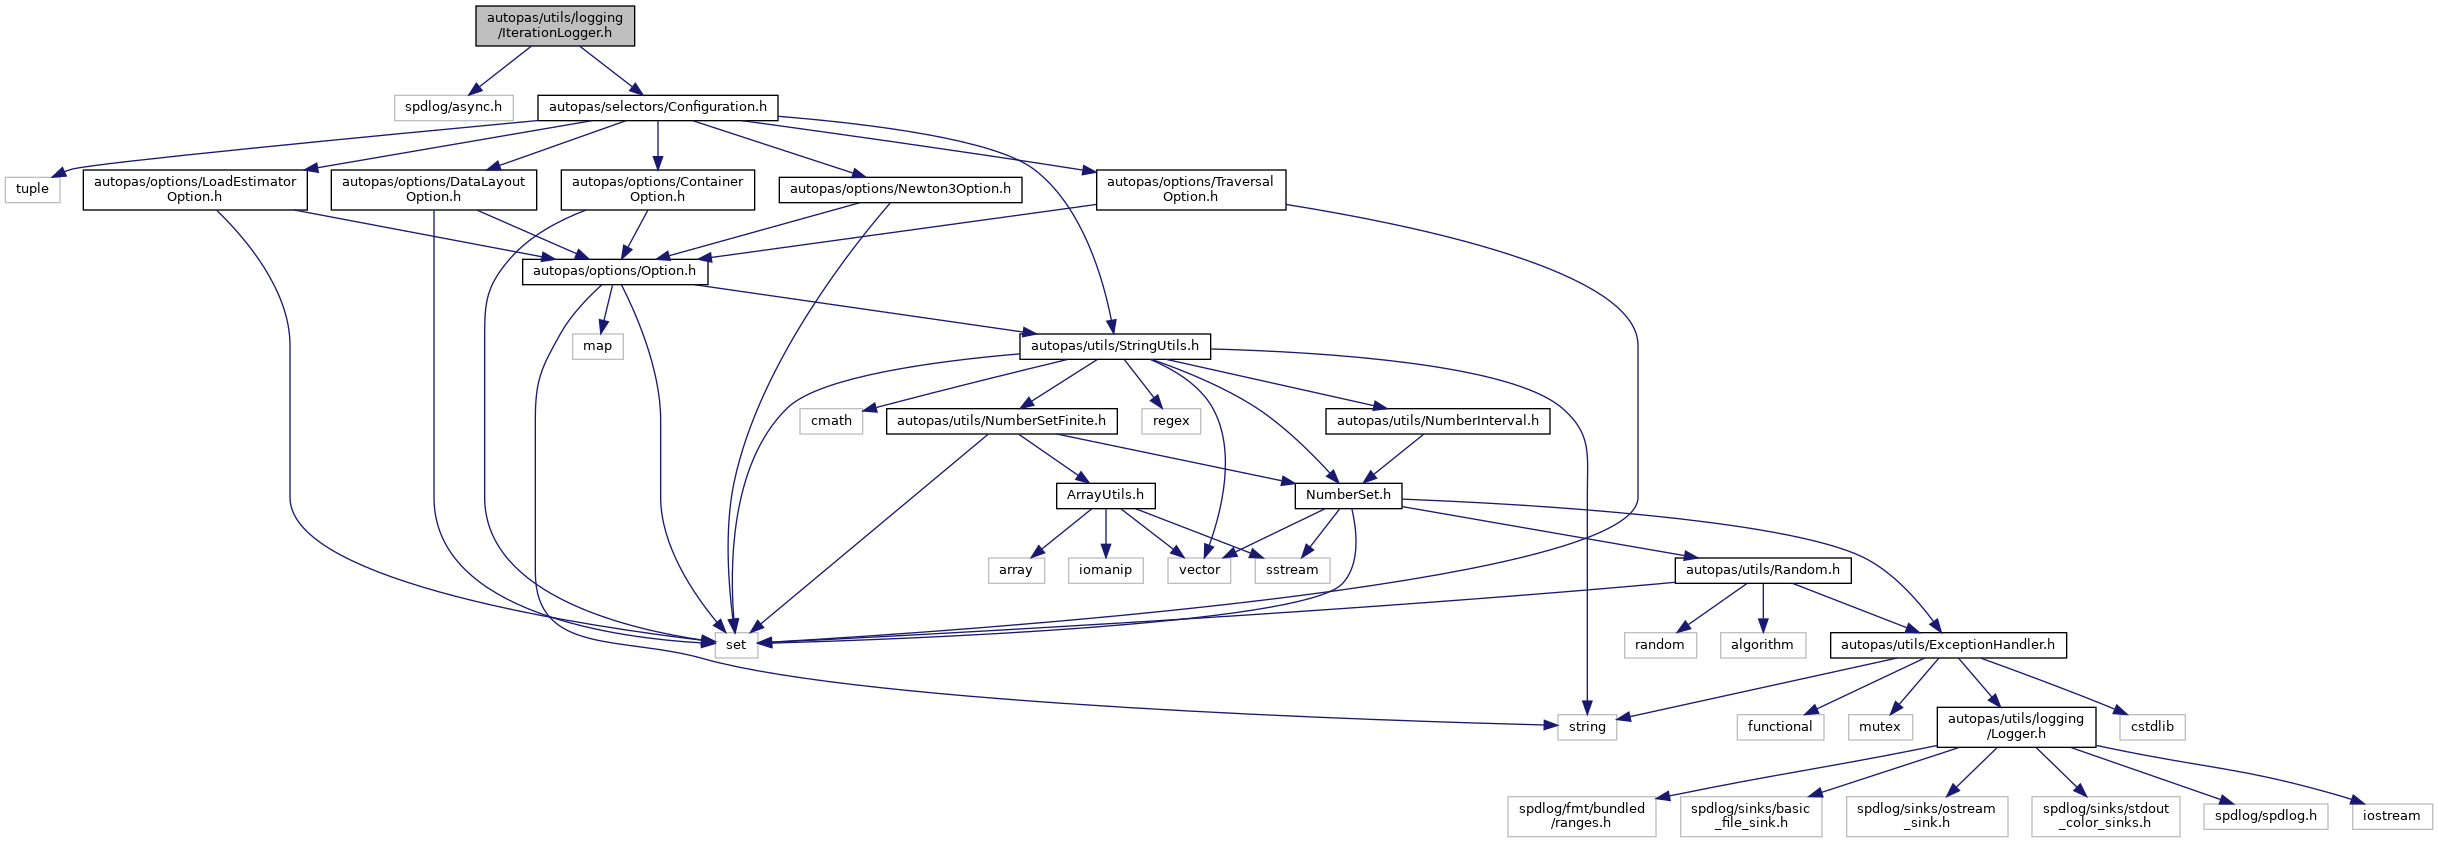 autopas/utils/logging
/IterationLogger.h
spdlog/async.h
autopas/selectors/Configuration.h
tuple
autopas/options/LoadEstimator
Option.h
autopas/options/DataLayout
Option.h
autopas/options/Container
Option.h
autopas/options/Newton3Option.h
autopas/options/Traversal
Option.h
autopas/options/Option.h
map
autopas/utils/StringUtils.h
cmath
autopas/utils/NumberSetFinite.h
regex
autopas/utils/NumberInterval.h
ArrayUtils.h
NumberSet.h
array
iomanip
vector
sstream
autopas/utils/Random.h
set
random
algorithm
autopas/utils/ExceptionHandler.h
string
functional
mutex
autopas/utils/logging
/Logger.h
cstdlib
spdlog/fmt/bundled
/ranges.h
spdlog/sinks/basic
_file_sink.h
spdlog/sinks/ostream
_sink.h
spdlog/sinks/stdout
_color_sinks.h
spdlog/spdlog.h
iostream